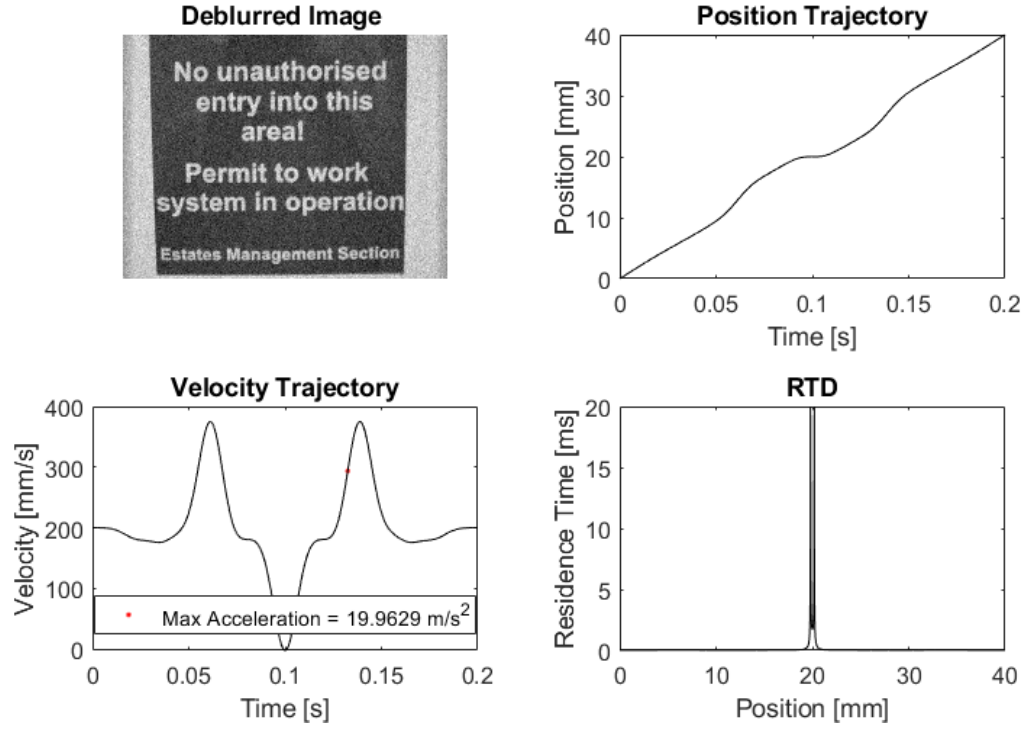 Deblurred Image
No unauthorised
entry into this
area!
Permit to work
system in operation
Estates Management Section
Position Trajectory
Position [mm]
40
30
20
10
0
0 0.05 0.1 0.15 0.2
Time [s]
Velocity Trajectory
Velocity [mm/s]
400
300
200
100
0
Max Acceleration = 19.9629 m/s²
0 0.05 0.1 0.15 0.2
Time [s]
RTD
Residence Time [ms]
20
15
10
5
0
0 10 20 30 40
Position [mm]